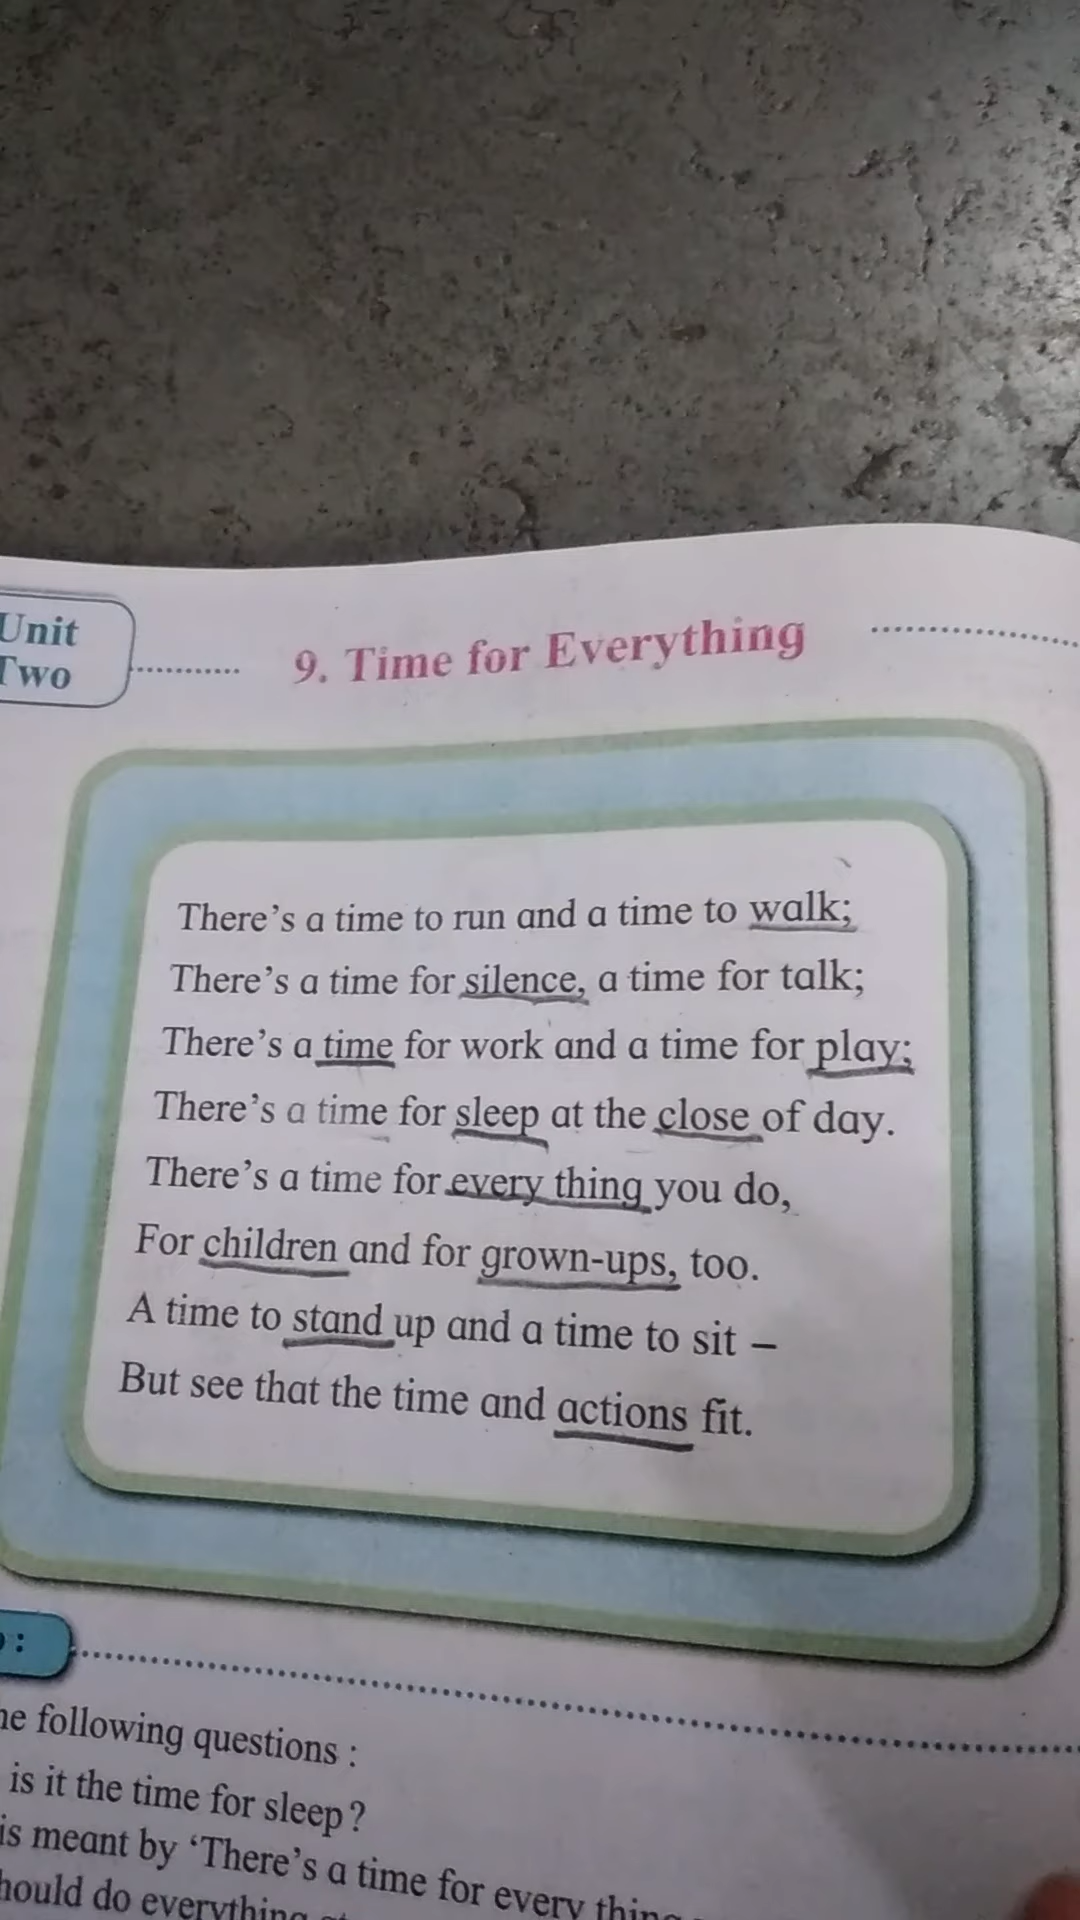 Unit
Two
9. Time for Everything
There's a time to run and a time to walk;
There's a time for silence, a time for talk;
There's a time for work and a time for play;
There's a time for sleep at the close of day.
There's a time for every thing you do,
For children and for grown-ups, too.
A time to stand up and a time to sit –
But see that the time and actions fit.
:
following questions :
is it the time for sleep?
is meant by ‘There's a time for every thing
do everything